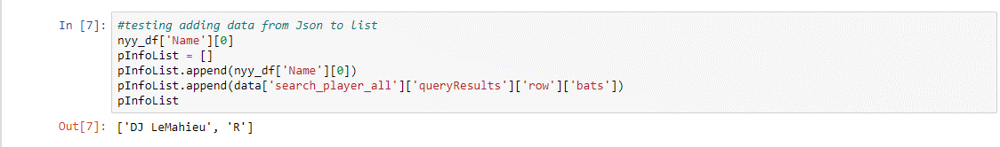 In [7]: #testing adding data from Json to list
nyy_df['Name'][0]
pInfoList = []
pInfoList.append(nyy_df['Name'][0])
pInfoList.append(data['search_player_all']['queryResults']['row']['bats'])
pInfoList
Out[7]: ['DJ LeMahieu', 'R']